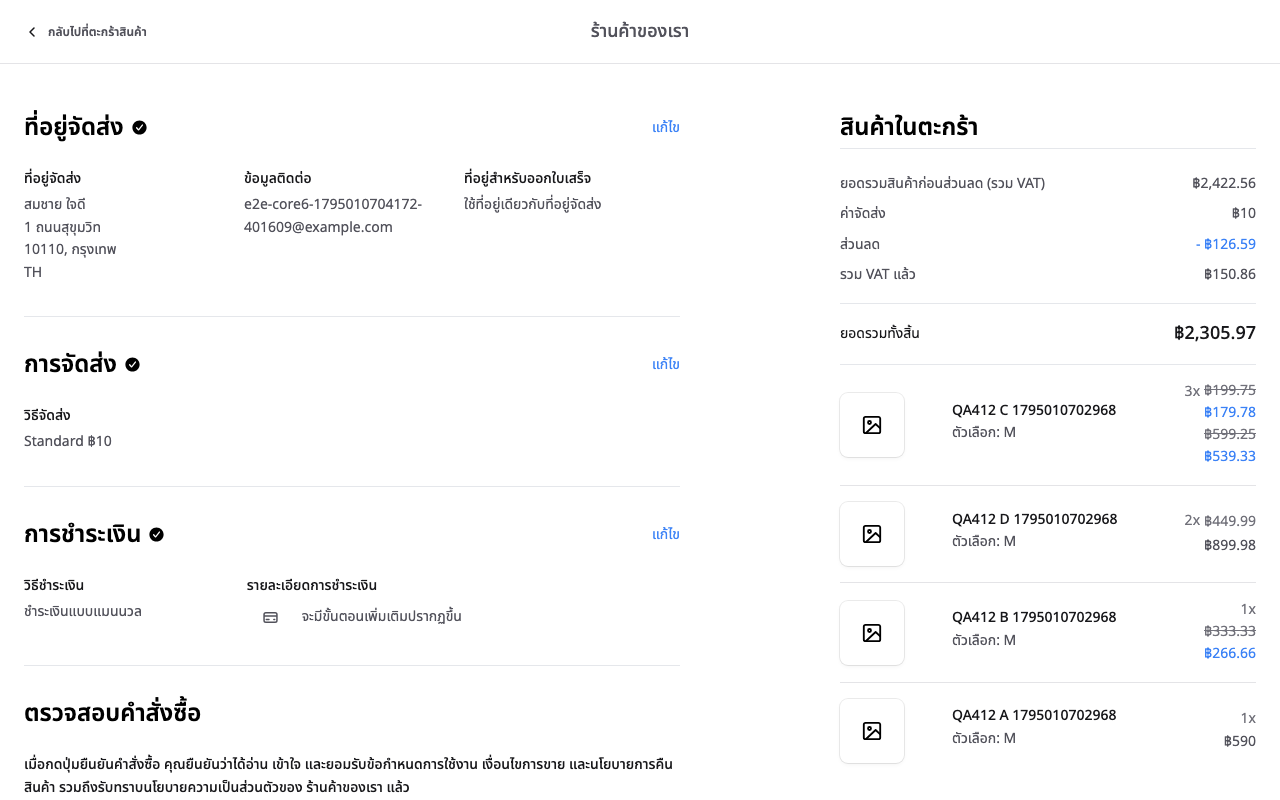 กลับไปที่ตะกร้าสินค้า
ร้านค้าของเรา
ที่อยู่จัดส่ง
แก้ไข
ที่อยู่จัดส่ง
สมชาย ใจดี
1 ถนนสุขุมวิท
10110, กรุงเทพ
TH
ข้อมูลติดต่อ
e2e-core6-1795010704172-
401609@example.com
ที่อยู่สำหรับออกใบเสร็จ
ใช้ที่อยู่เดียวกับที่อยู่จัดส่ง
การจัดส่ง
แก้ไข
วิธีจัดส่ง
Standard ฿10
การชำระเงิน
แก้ไข
วิธีชำระเงิน
ชำระเงินแบบแมนนวล
รายละเอียดการชำระเงิน
จะมีขั้นตอนเพิ่มเติมปรากฏขึ้น
ตรวจสอบคำสั่งซื้อ
เมื่อกดปุ่มยืนยันคำสั่งซื้อ คุณยืนยันว่าได้อ่าน เข้าใจ และยอมรับข้อกำหนดการใช้งาน เงื่อนไขการขาย และนโยบายการคืน
สินค้า รวมถึงรับทราบนโยบายความเป็นส่วนตัวของ ร้านค้าของเรา แล้ว
สินค้าในตะกร้า
ยอดรวมสินค้าก่อนส่วนลด (รวม VAT) ฿2,422.56
ค่าจัดส่ง ฿10
ส่วนลด - ฿126.59
รวม VAT แล้ว ฿150.86
ยอดรวมทั้งสิ้น ฿2,305.97
QA412 C 1795010702968
ตัวเลือก: M
3x ฿199.75
฿179.78
฿599.25
฿539.33
QA412 D 1795010702968
ตัวเลือก: M
2x ฿449.99
฿899.98
QA412 B 1795010702968
ตัวเลือก: M
1x
฿333.33
฿266.66
QA412 A 1795010702968
ตัวเลือก: M
1x
฿590